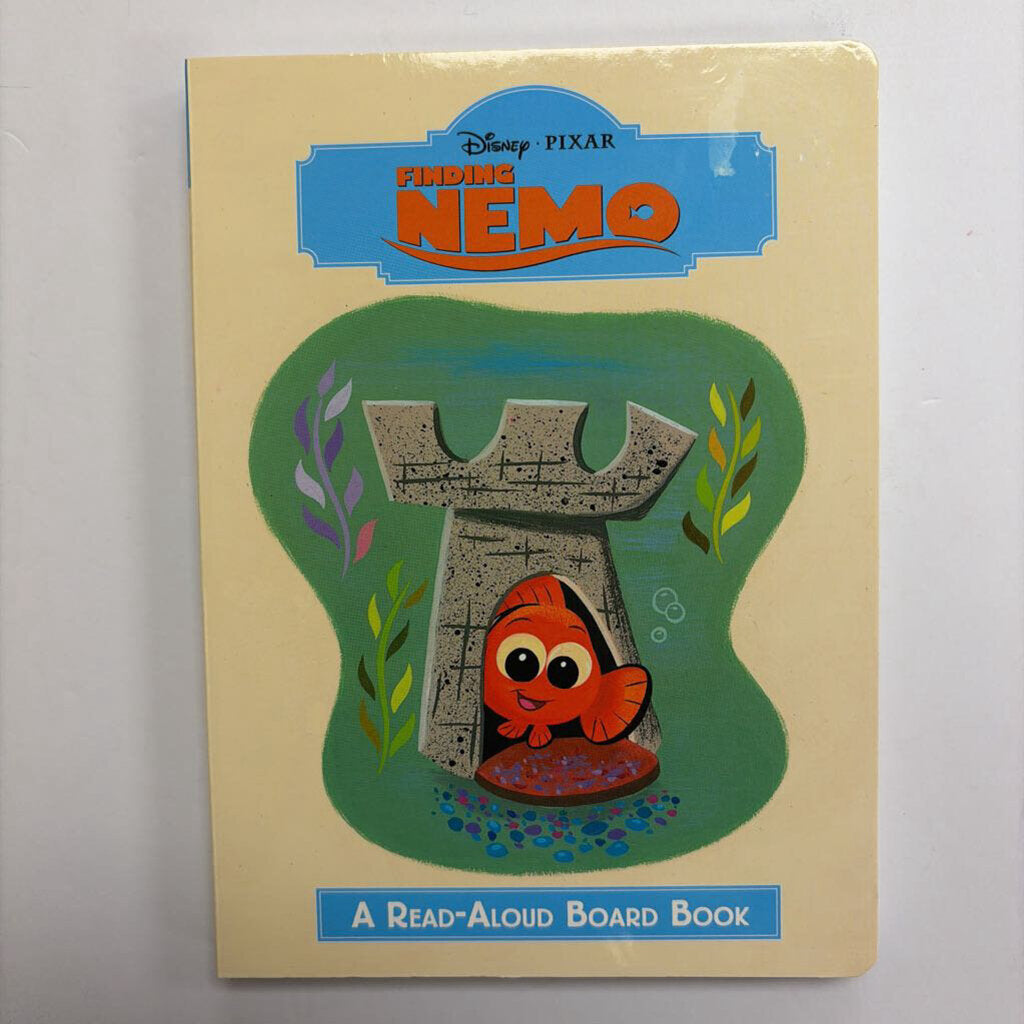 Disney · PIXAR
FINDING
NEMO
A READ-ALOUD BOARD BOOK